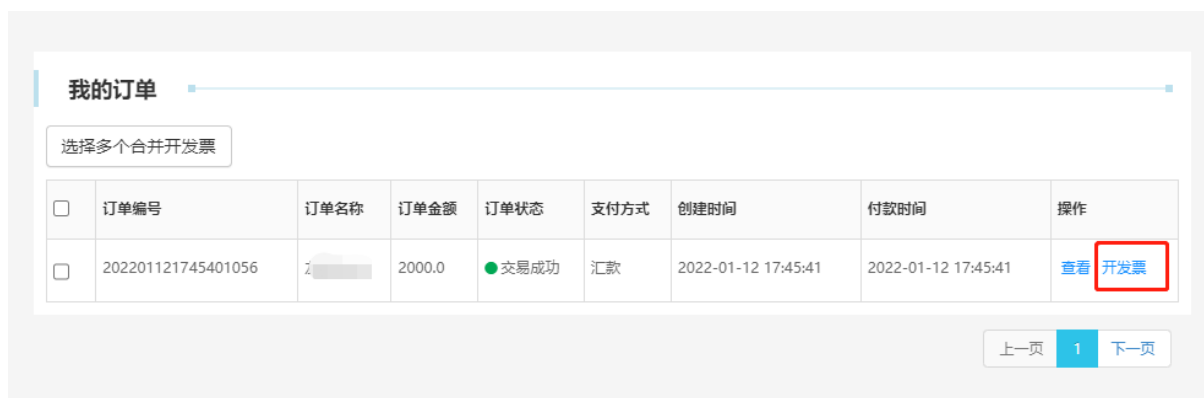 我的订单
选择多个合并开发票
订单编号 订单名称 订单金额 订单状态 支付方式 创建时间 付款时间 操作
202201121745401056 2000.0 交易成功 汇款 2022-01-12 17:45:41 2022-01-12 17:45:41 查看 开发票
上一页 1 下一页